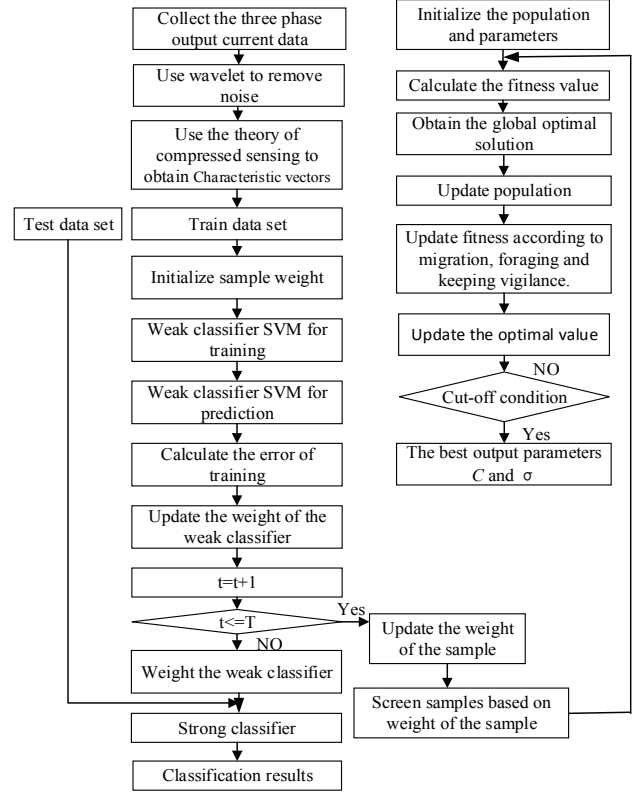 Collect the three phase
output current data
Use wavelet to remove
noise
Use the theory of
compressed sensing to
obtain Characteristic vectors
Test data set
Train data set
Initialize sample weight
Weak classifier SVM for
training
Weak classifier SVM for
prediction
Calculate the error of
training
Update the weight of the
weak classifier
t=t+1
t<=T
Yes
NO
Weight the weak classifier
Strong classifier
Classification results
Update the weight
of the sample
Screen samples based on
weight of the sample
Initialize the population
and parameters
Calculate the fitness value
Obtain the global optimal
solution
Update population
Update fitness according to
migration, foraging and
keeping vigilance.
Update the optimal value
NO
Cut-off condition
Yes
The best output parameters
C and σ